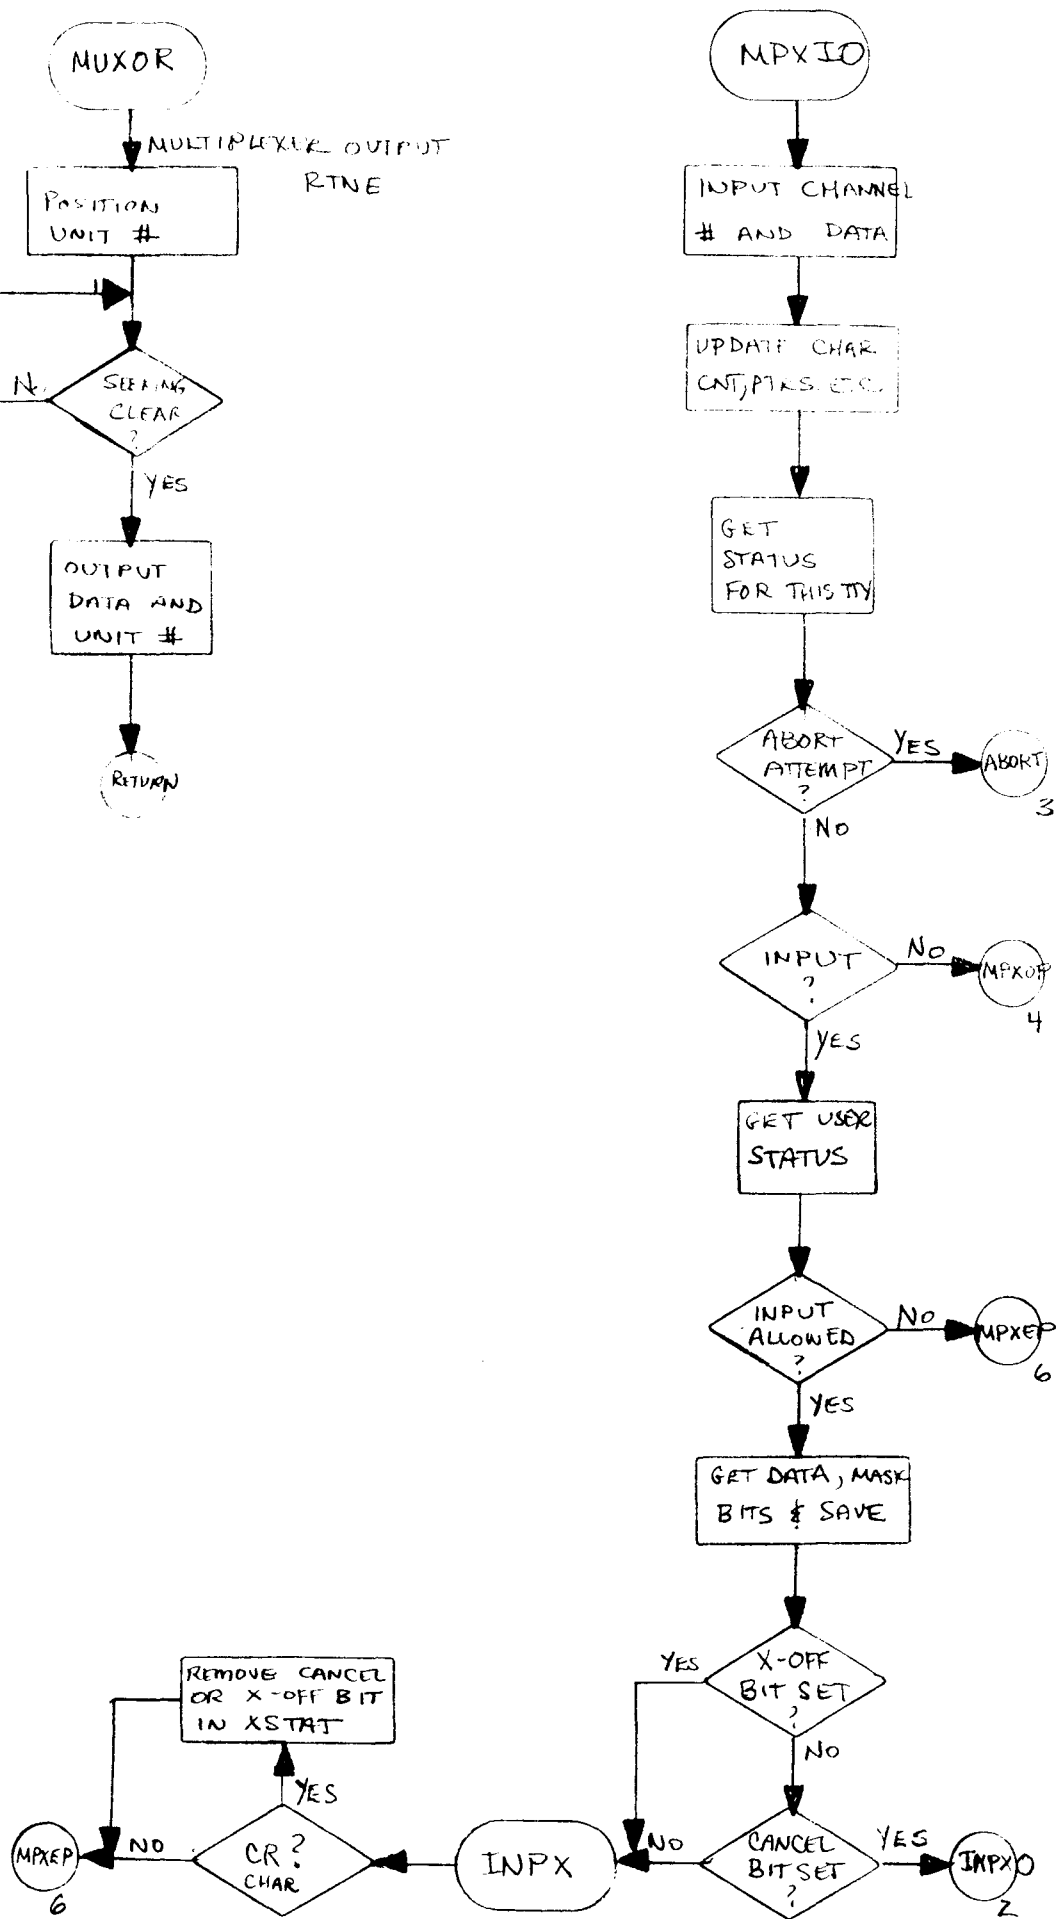 MUXOR
MULTIPLEXER OUTPUT
RTNE
POSITION
UNIT #
No
SEEKING
CLEAR
?
YES
OUTPUT
DATA AND
UNIT #
RETURN
MPXIO
INPUT CHANNEL
# AND DATA
UPDATE CHAR
CNT, PTRS. ETC.
GET
STATUS
FOR THIS TTY
ABORT
ATTEMPT
?
YES
ABORT
3
NO
INPUT
?
NO
MPXOP
4
YES
GET USER
STATUS
INPUT
ALLOWED
?
NO
MPXEP
6
YES
GET DATA, MASK
BITS & SAVE
X-OFF
BIT SET
?
YES
NO
CANCEL
BIT SET
?
YES
INPXO
2
NO
INPX
CR?
CHAR
YES
REMOVE CANCEL
OR X-OFF BIT
IN XSTAT
NO
MPXEP
6